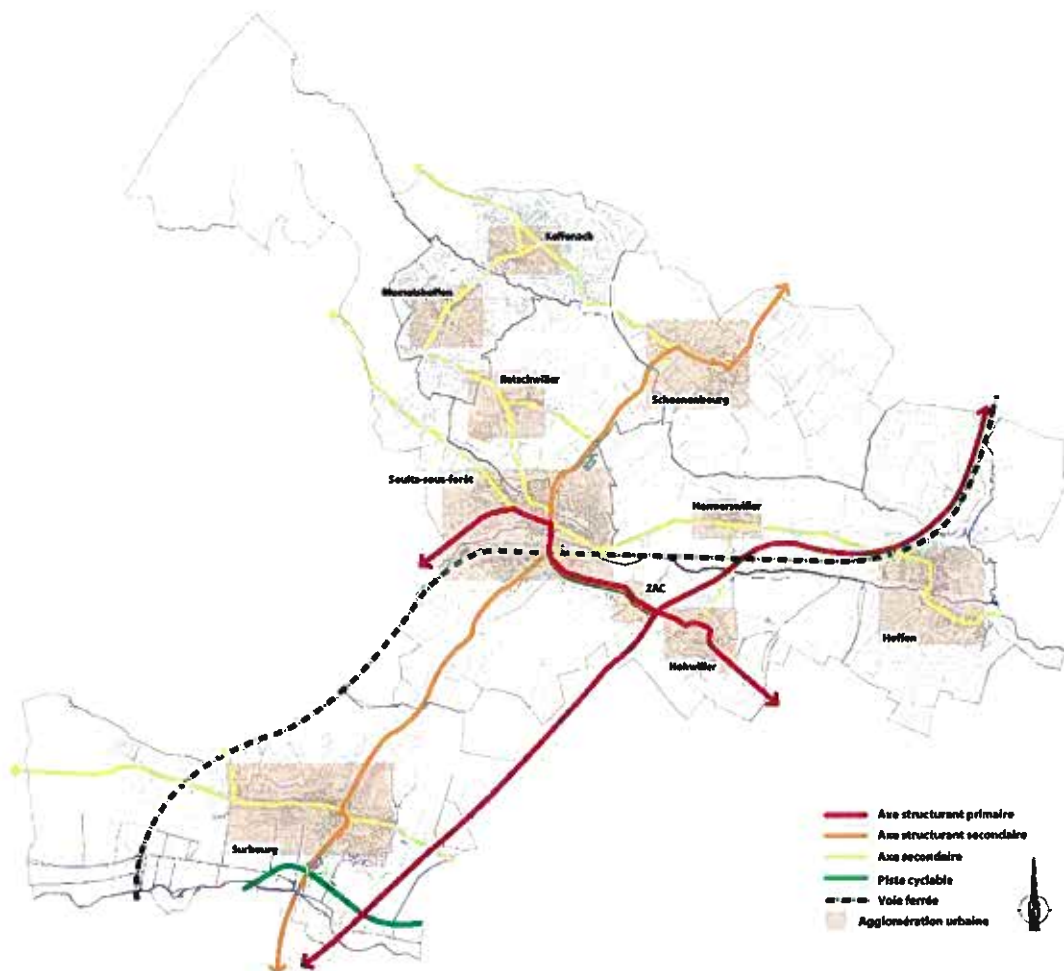 Keffenach
Memelshoffen
Retschwiller
Schoenenbourg
Soultz-sous-forêt
Hermerswiller
ZAC
Hoffen
Hohwiller
Surbourg
Axe structurant primaire
Axe structurant secondaire
Axe secondaire
Piste cyclable
Voie ferrée
Agglomération urbaine